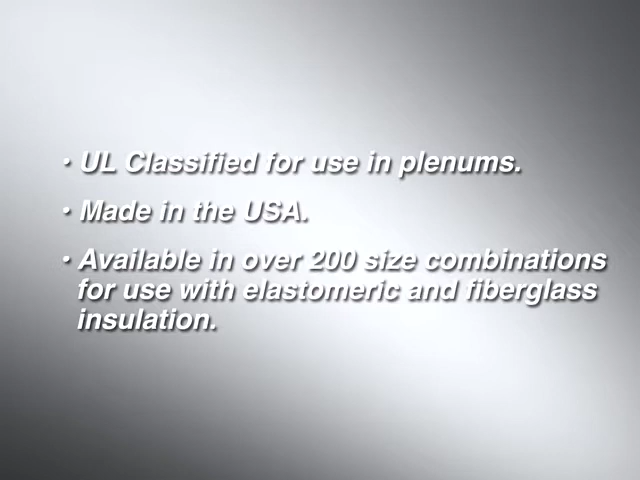 • UL Classified for use in plenums.
• Made in the USA.
• Available in over 200 size combinations
for use with elastomeric and fiberglass
insulation.